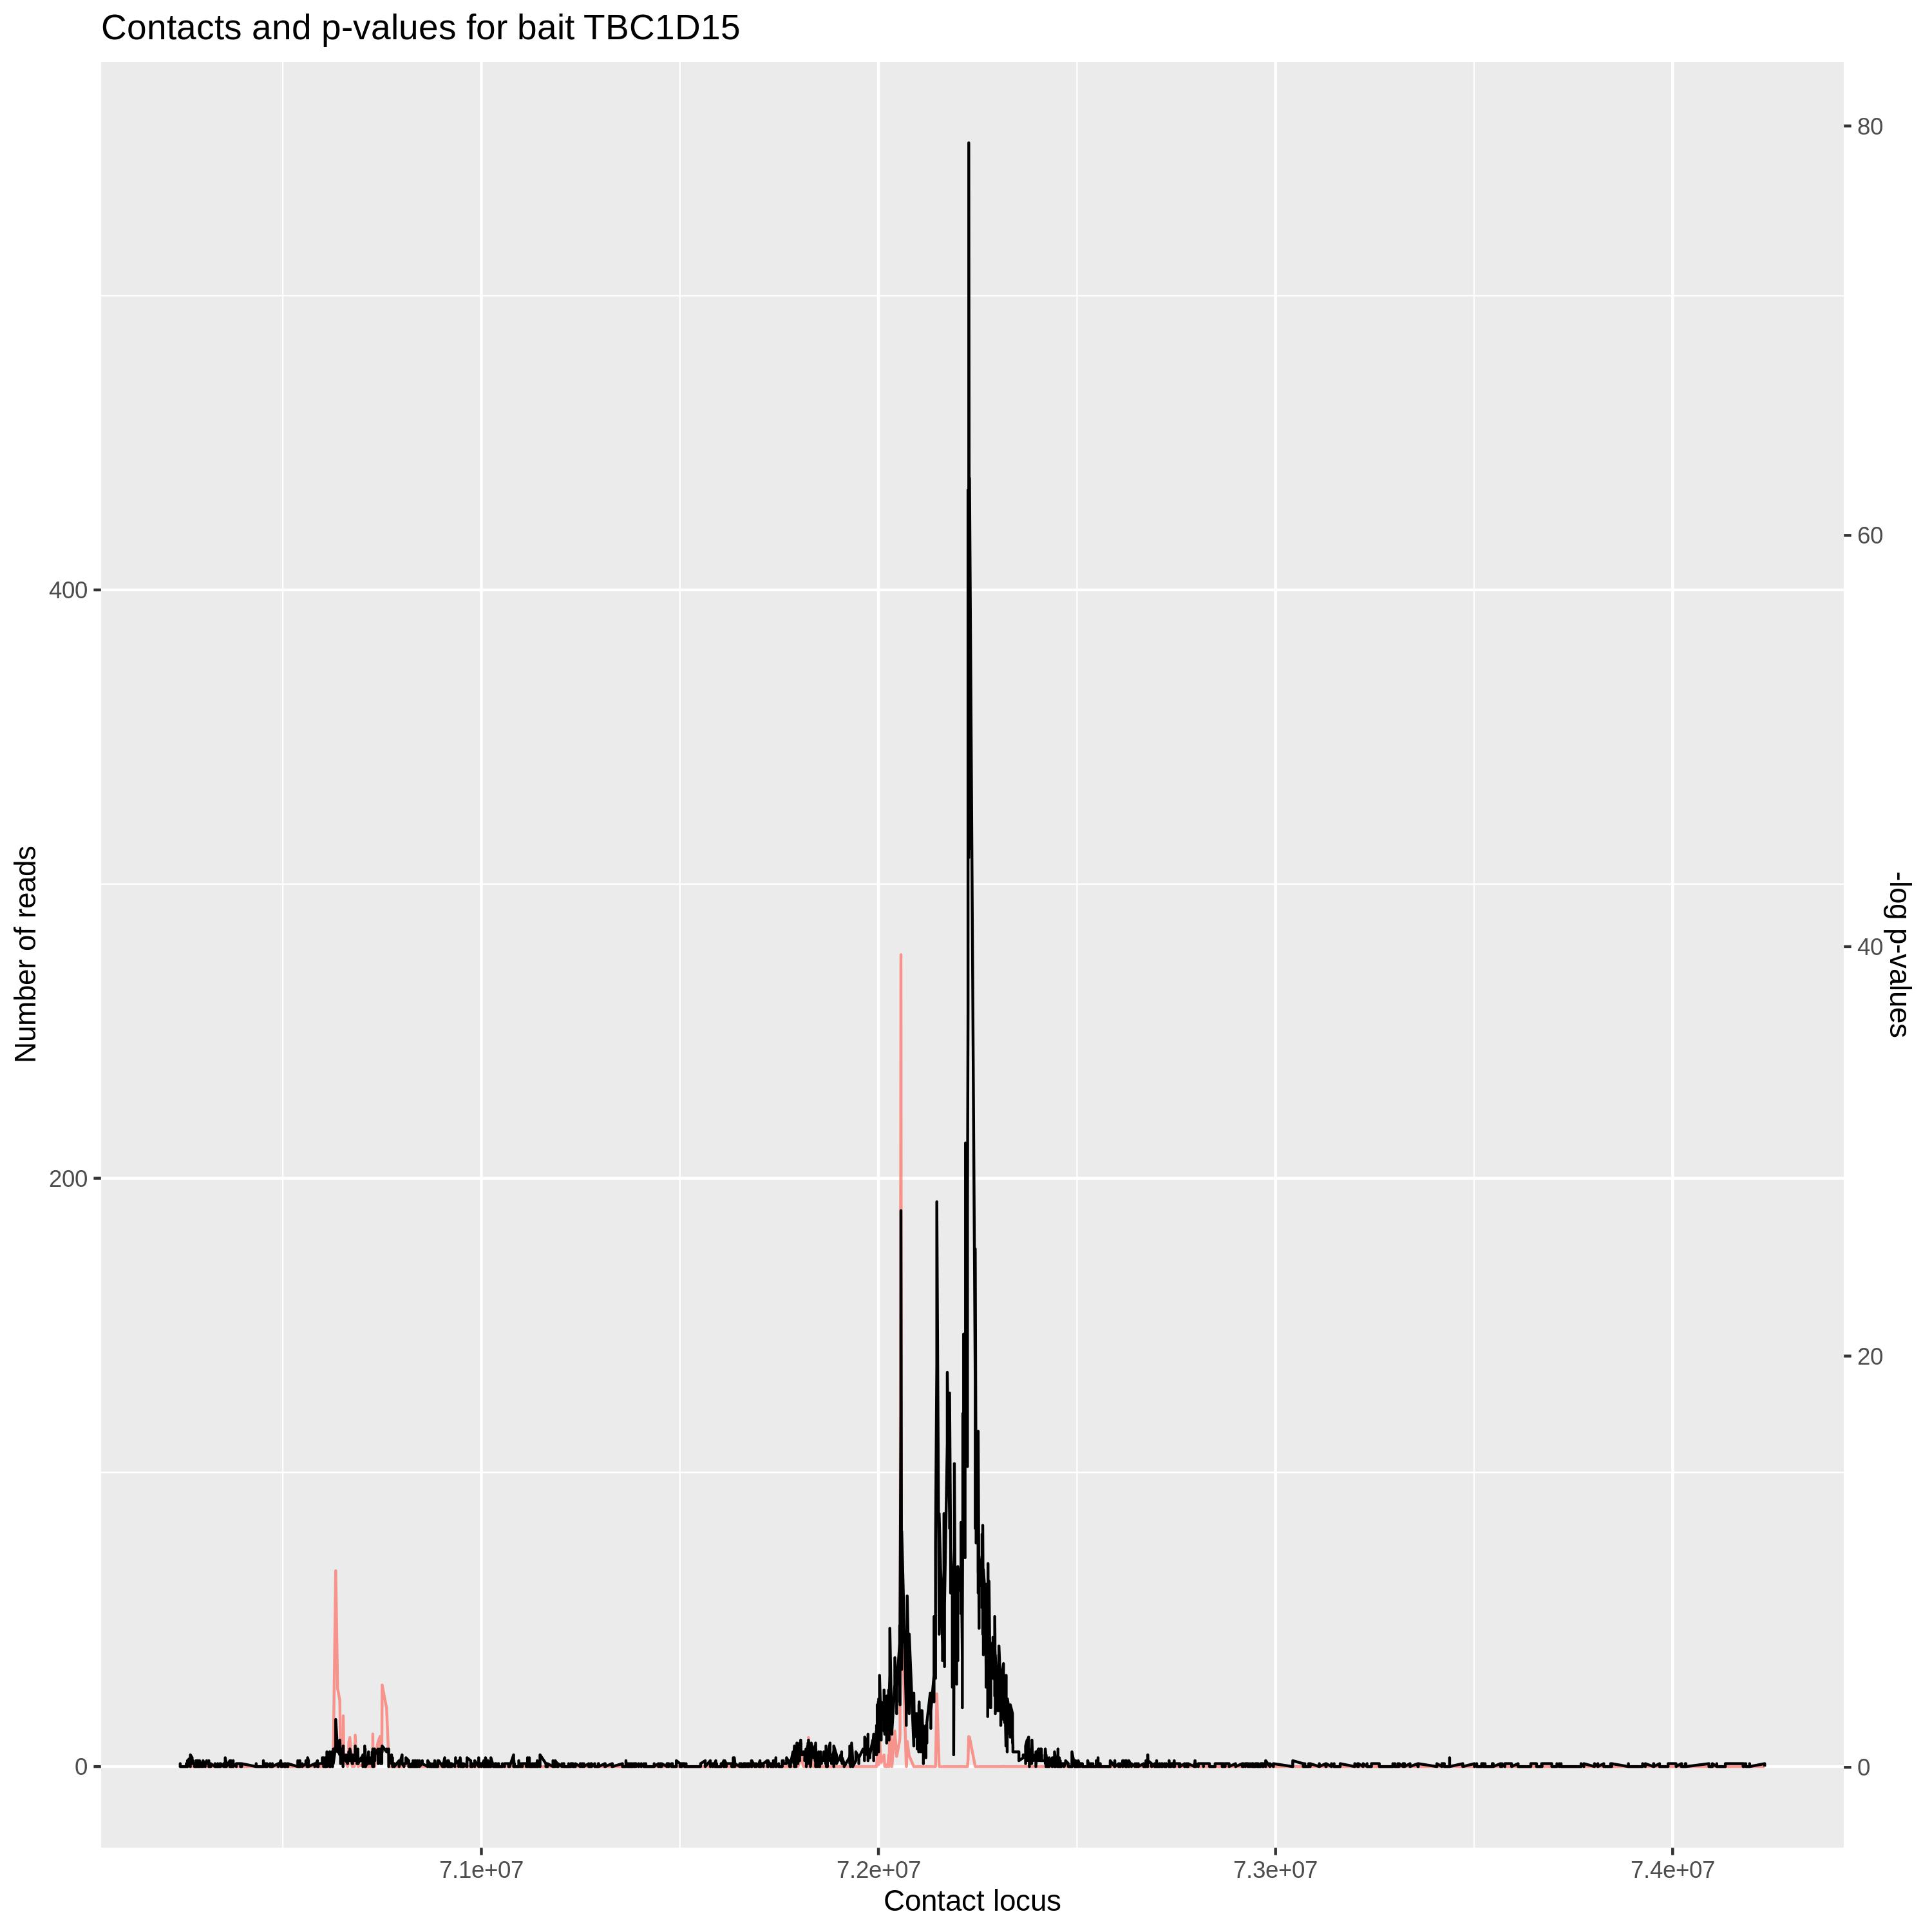 Contacts and p-values for bait TBC1D15
Number of reads
400
200
0
80
60
40
20
0
-log p-values
7.1e+07
7.2e+07
7.3e+07
7.4e+07
Contact locus